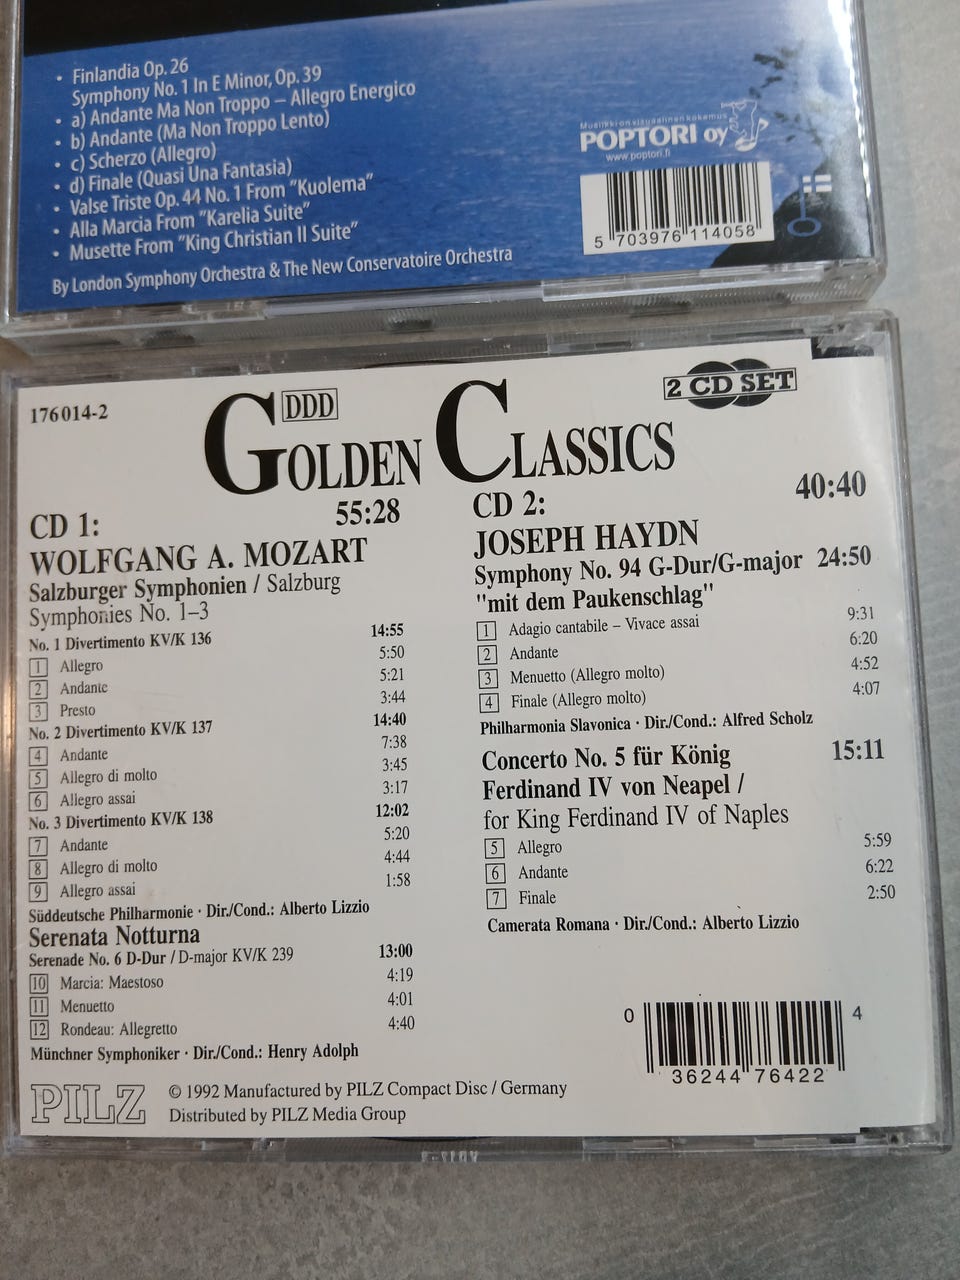 • Finlandia Op. 26
Symphony No. 1 In E Minor, Op. 39
• a) Andante Ma Non Troppo – Allegro Energico
• b) Andante (Ma Non Troppo Lento)
• c) Scherzo (Allegro)
• d) Finale (Quasi Una Fantasia)
• Valse Triste Op. 44 No. 1 From "Kuolema"
• Alla Marcia From "Karelia Suite"
• Musette From "King Christian II Suite"
By London Symphony Orchestra & The New Conservatoire Orchestra
Musiikki on visuaalinen kokemus
POPTORI oy
www.poptori.fi
5 703976 114058
176 014-2
DDD
GOLDEN CLASSICS
2 CD SET
CD 1: 55:28
WOLFGANG A. MOZART
Salzburger Symphonien / Salzburg
Symphonies No. 1–3
No. 1 Divertimento KV/K 136 14:55
1 Allegro 5:50
2 Andante 5:21
3 Presto 3:44
No. 2 Divertimento KV/K 137 14:40
4 Andante 7:38
5 Allegro di molto 3:45
6 Allegro assai 3:17
No. 3 Divertimento KV/K 138 12:02
7 Andante 5:20
8 Allegro di molto 4:44
9 Allegro assai 1:58
Süddeutsche Philharmonie · Dir./Cond.: Alberto Lizzio
Serenata Notturna
Serenade No. 6 D-Dur / D-major KV/K 239 13:00
10 Marcia: Maestoso 4:19
11 Menuetto 4:01
12 Rondeau: Allegretto 4:40
Münchner Symphoniker · Dir./Cond.: Henry Adolph
CD 2: 40:40
JOSEPH HAYDN
Symphony No. 94 G-Dur/G-major 24:50
"mit dem Paukenschlag"
1 Adagio cantabile – Vivace assai 9:31
2 Andante 6:20
3 Menuetto (Allegro molto) 4:52
4 Finale (Allegro molto) 4:07
Philharmonia Slavonica · Dir./Cond.: Alfred Scholz
Concerto No. 5 für König 15:11
Ferdinand IV von Neapel /
for King Ferdinand IV of Naples
5 Allegro 5:59
6 Andante 6:22
7 Finale 2:50
Camerata Romana · Dir./Cond.: Alberto Lizzio
0 36244 76422 4
PILZ
© 1992 Manufactured by PILZ Compact Disc / Germany
Distributed by PILZ Media Group